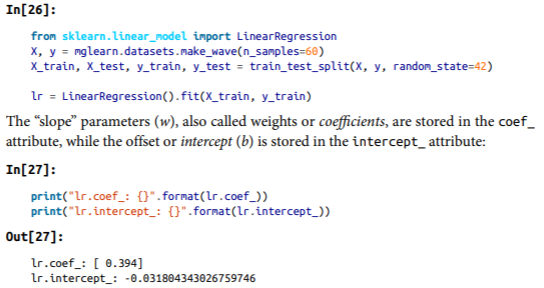 In[26]:
from sklearn.linear_model import LinearRegression
X, y = mglearn.datasets.make_wave(n_samples=60)
X_train, X_test, y_train, y_test = train_test_split(X, y, random_state=42)
lr = LinearRegression().fit(X_train, y_train)
The “slope” parameters (w), also called weights or coefficients, are stored in the coef_
attribute, while the offset or intercept (b) is stored in the intercept_ attribute:
In[27]:
print("lr.coef_: {}".format(lr.coef_))
print("lr.intercept_: {}".format(lr.intercept_))
Out[27]:
lr.coef_: [ 0.394]
lr.intercept_: -0.031804343026759746